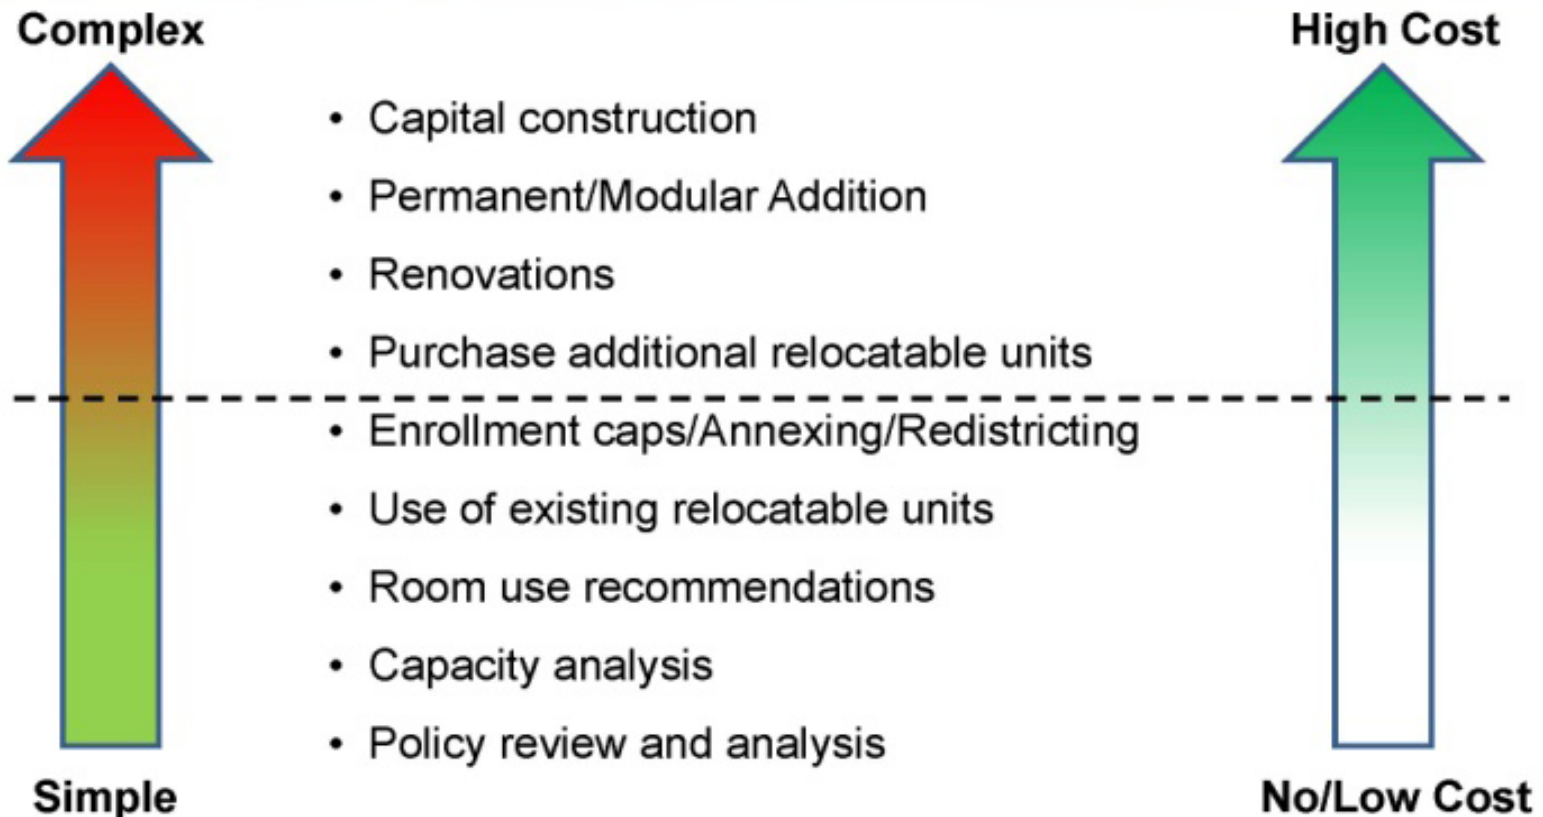 Complex
High Cost
• Capital construction
• Permanent/Modular Addition
• Renovations
• Purchase additional relocatable units
• Enrollment caps/Annexing/Redistricting
• Use of existing relocatable units
• Room use recommendations
• Capacity analysis
• Policy review and analysis
Simple
No/Low Cost